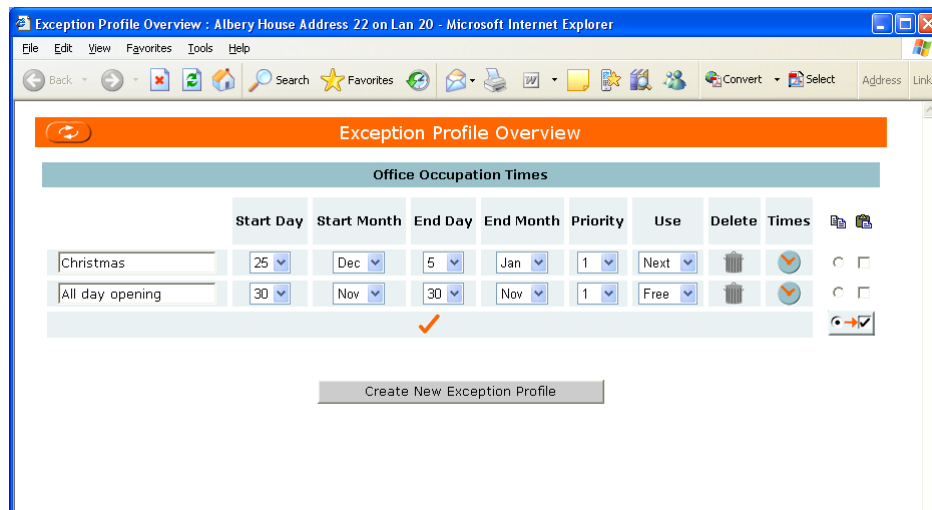 Exception Profile Overview : Albery House Address 22 on Lan 20 - Microsoft Internet Explorer
File Edit View Favorites Tools Help
Back Search Favorites Convert Select Address Link
Exception Profile Overview
Office Occupation Times
Start Day Start Month End Day End Month Priority Use Delete Times
Christmas 25 Dec 5 Jan 1 Next
All day opening 30 Nov 30 Nov 1 Free
Create New Exception Profile